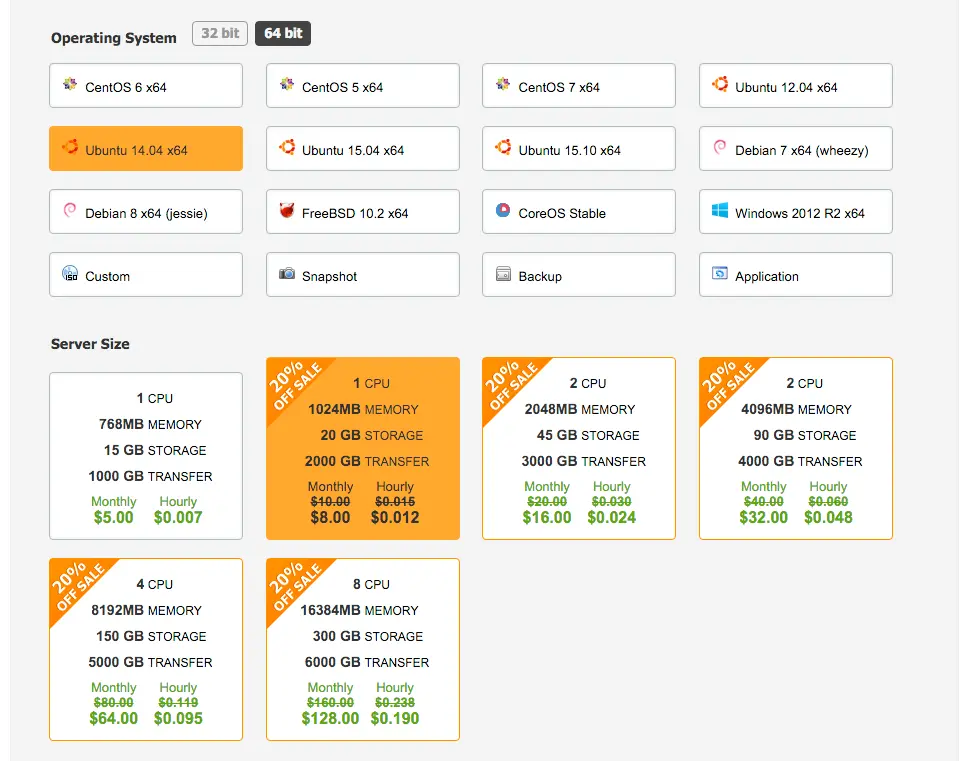 Operating System 32 bit 64 bit
CentOS 6 x64 CentOS 5 x64 CentOS 7 x64 Ubuntu 12.04 x64
Ubuntu 14.04 x64 Ubuntu 15.04 x64 Ubuntu 15.10 x64 Debian 7 x64 (wheezy)
Debian 8 x64 (jessie) FreeBSD 10.2 x64 CoreOS Stable Windows 2012 R2 x64
ISO Custom Snapshot Backup Application
Server Size
1 CPU
768MB MEMORY
15 GB STORAGE
1000 GB TRANSFER
Monthly Hourly
$5.00 $0.007
20%
OFF SALE
1 CPU
1024MB MEMORY
20 GB STORAGE
2000 GB TRANSFER
Monthly Hourly
$10.00 $0.015
$8.00 $0.012
20%
OFF SALE
2 CPU
2048MB MEMORY
45 GB STORAGE
3000 GB TRANSFER
Monthly Hourly
$20.00 $0.030
$16.00 $0.024
20%
OFF SALE
2 CPU
4096MB MEMORY
90 GB STORAGE
4000 GB TRANSFER
Monthly Hourly
$40.00 $0.060
$32.00 $0.048
20%
OFF SALE
4 CPU
8192MB MEMORY
150 GB STORAGE
5000 GB TRANSFER
Monthly Hourly
$80.00 $0.119
$64.00 $0.095
20%
OFF SALE
8 CPU
16384MB MEMORY
300 GB STORAGE
6000 GB TRANSFER
Monthly Hourly
$160.00 $0.238
$128.00 $0.190